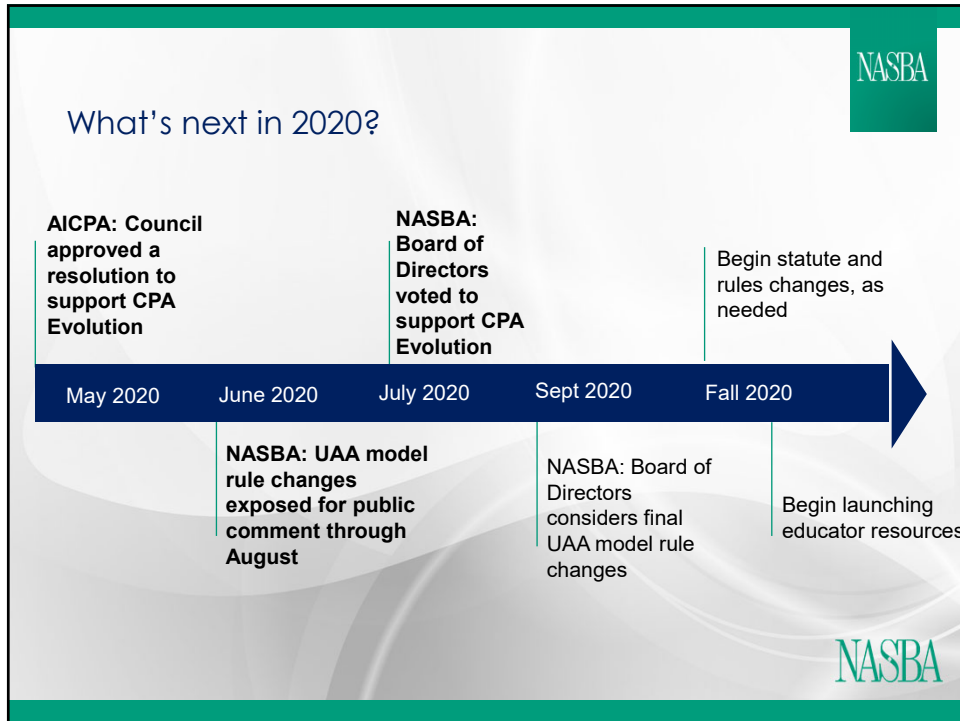 NASBA
What's next in 2020?
AICPA: Council
approved a
resolution to
support CPA
Evolution
NASBA:
Board of
Directors
voted to
support CPA
Evolution
Begin statute and
rules changes, as
needed
May 2020
June 2020
July 2020
Sept 2020
Fall 2020
NASBA: UAA model
rule changes
exposed for public
comment through
August
NASBA: Board of
Directors
considers final
UAA model rule
changes
Begin launching
educator resources
NASBA